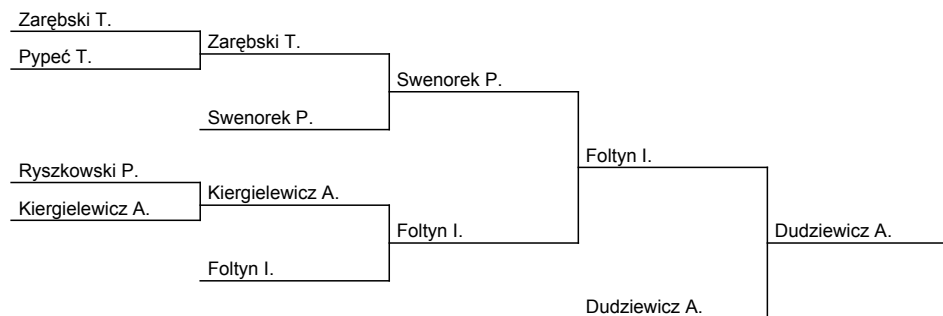 Zarębski T.
Pypeć T.
Zarębski T.
Swenorek P.
Swenorek P.
Ryszkowski P.
Kiergielewicz A.
Kiergielewicz A.
Foltyn I.
Foltyn I.
Foltyn I.
Dudziewicz A.
Dudziewicz A.